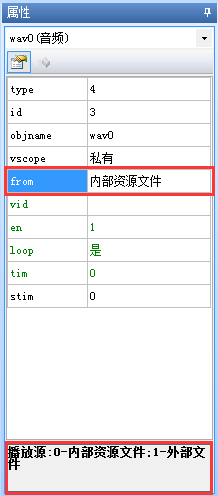 属性
wav0(音频)
type 4
id 3
objname wav0
vscope 私有
from 内部资源文件
vid
en 1
loop 是
tim 0
stim 0
播放源:0-内部资源文件;1-外部文
件